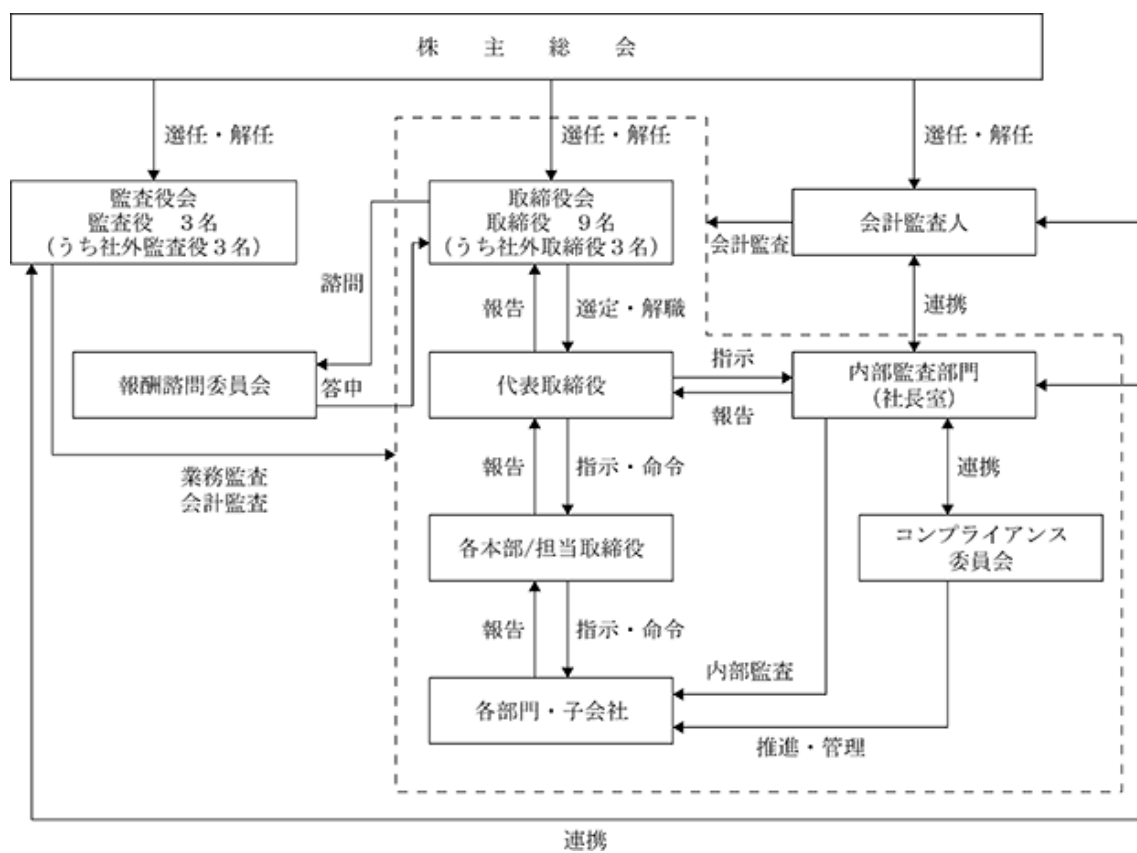 株主総会
選任・解任
選任・解任
選任・解任
監査役会
監査役 3名
(うち社外監査役3名)
取締役会
取締役 9名
(うち社外取締役3名)
会計監査人
会計監査
諮問
報告
選定・解職
連携
報酬諮問委員会
答申
代表取締役
指示
報告
内部監査部門
(社長室)
業務監査
会計監査
報告
指示・命令
連携
各本部/担当取締役
コンプライアンス
委員会
報告
指示・命令
内部監査
各部門・子会社
推進・管理
連携